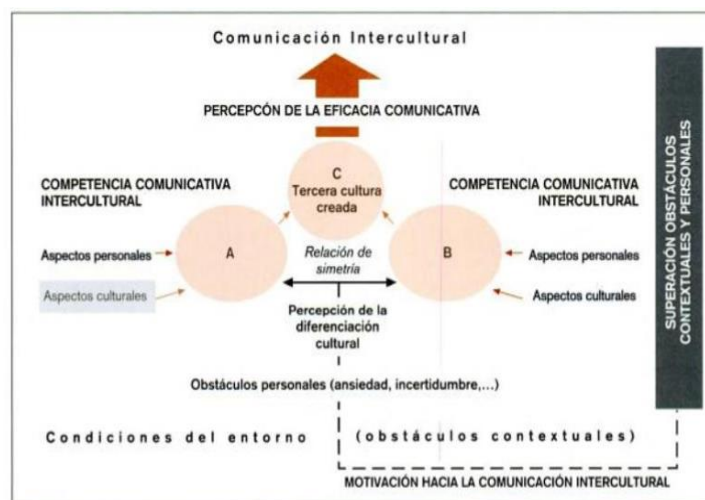 Comunicación Intercultural
PERCEPCÓN DE LA EFICACIA COMUNICATIVA
C
Tercera cultura
creada
COMPETENCIA COMUNICATIVA
INTERCULTURAL
COMPETENCIA COMUNICATIVA
INTERCULTURAL
A
Relación de
simetría
B
Aspectos personales
Aspectos personales
Aspectos culturales
Aspectos culturales
Percepción de la
diferenciación
cultural
Obstáculos personales (ansiedad, incertidumbre,...)
Condiciones del entorno (obstáculos contextuales)
MOTIVACIÓN HACIA LA COMUNICACIÓN INTERCULTURAL
SUPERACIÓN OBSTÁCULOS
CONTEXTUALES Y PERSONALES